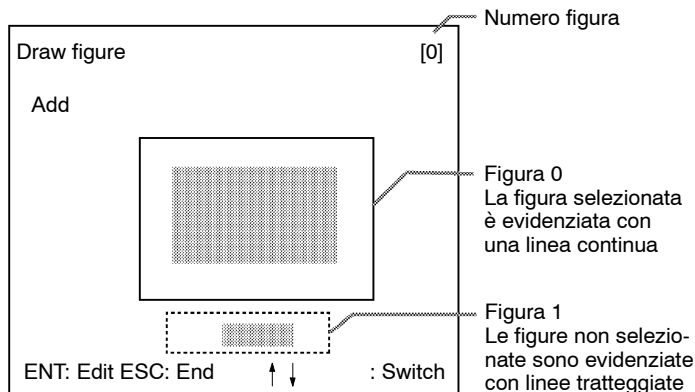 Numero figura
Draw figure [0]
Add
Figura 0
La figura selezionata
è evidenziata con
una linea continua
Figura 1
Le figure non selezio-
nate sono evidenziate
con linee tratteggiate
ENT: Edit ESC: End ↑ ↓ : Switch